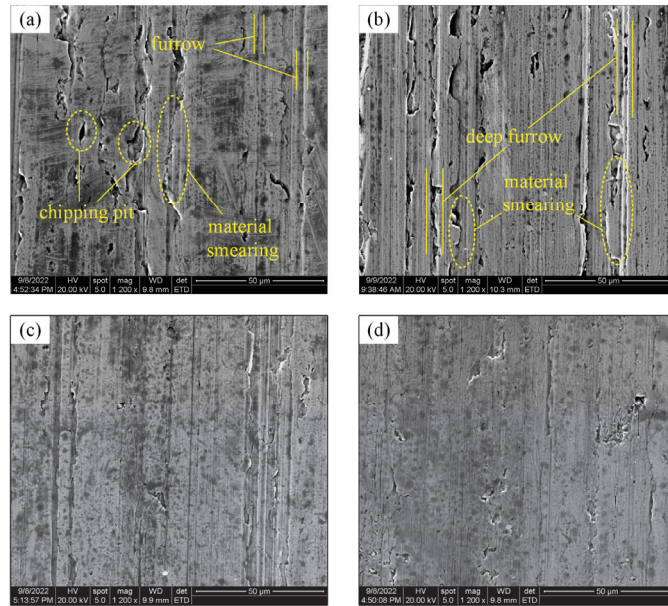 (a)
furrow
chipping pit
material
smearing
9/8/2022 HV spot mag WD det 50 μm
4:52:34 PM 20.00 kV 5.0 1 200 x 9.8 mm ETD
(b)
deep furrow
material
smearing
9/9/2022 HV spot mag WD det 50 μm
9:38:46 AM 20.00 kV 5.0 1 200 x 10.3 mm ETD
(c)
9/8/2022 HV spot mag WD det 50 μm
5:13:57 PM 20.00 kV 5.0 1 200 x 9.9 mm ETD
(d)
9/8/2022 HV spot mag WD det 50 μm
4:50:08 PM 20.00 kV 5.0 1 200 x 9.8 mm ETD